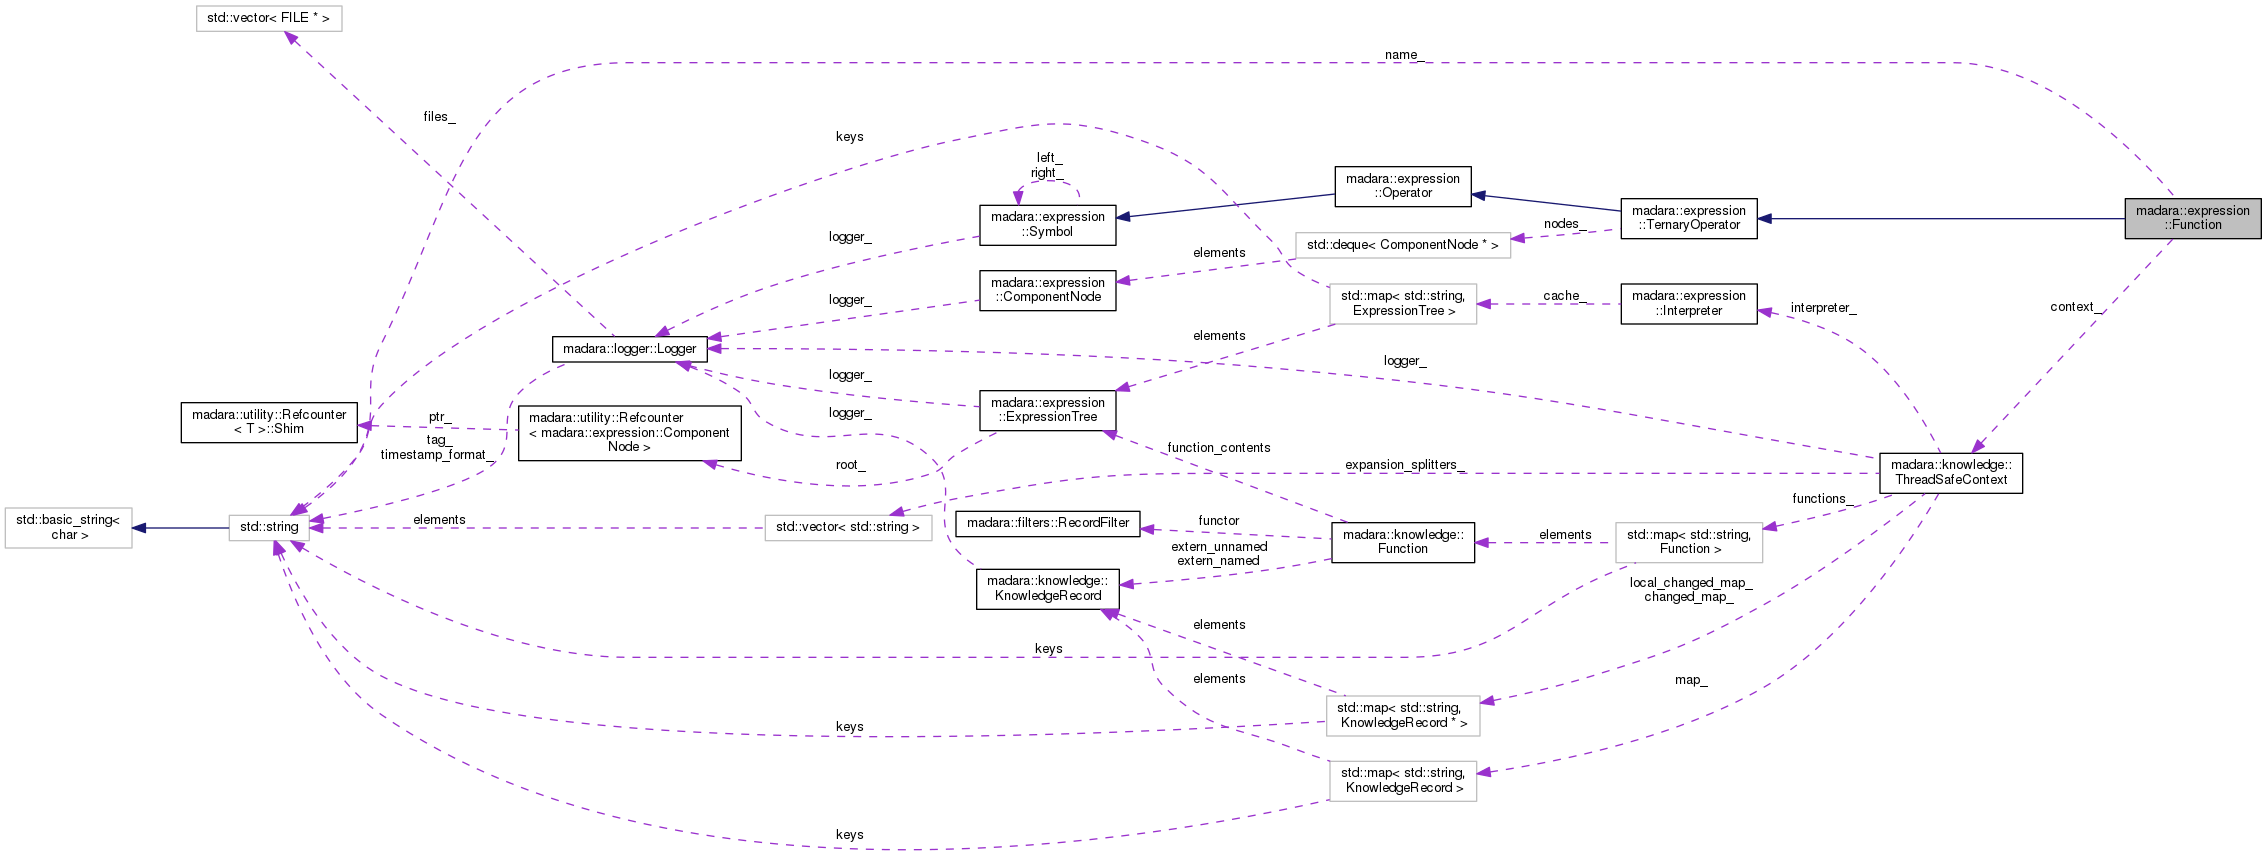 std::vector< FILE * >
name_
files_
keys
left_
right_
madara::expression
::Operator
madara::expression
::Symbol
madara::expression
::TernaryOperator
madara::expression
::Function
nodes_
logger_
std::deque< ComponentNode * >
elements
madara::expression
::ComponentNode
logger_
std::map< std::string,
ExpressionTree >
cache_
madara::expression
::Interpreter
interpreter_
context_
elements
madara::logger::Logger
logger_
logger_
madara::expression
::ExpressionTree
madara::utility::Refcounter
< T >::Shim
ptr_
madara::utility::Refcounter
< madara::expression::Component
Node >
logger_
tag_
timestamp_format_
function_contents
root_
expansion_splitters_
madara::knowledge::
ThreadSafeContext
functions_
std::basic_string<
char >
std::string
elements
std::vector< std::string >
madara::filters::RecordFilter
functor
madara::knowledge::
Function
elements
std::map< std::string,
Function >
extern_unnamed
extern_named
madara::knowledge::
KnowledgeRecord
local_changed_map_
changed_map_
elements
keys
elements
map_
std::map< std::string,
KnowledgeRecord * >
keys
std::map< std::string,
KnowledgeRecord >
keys